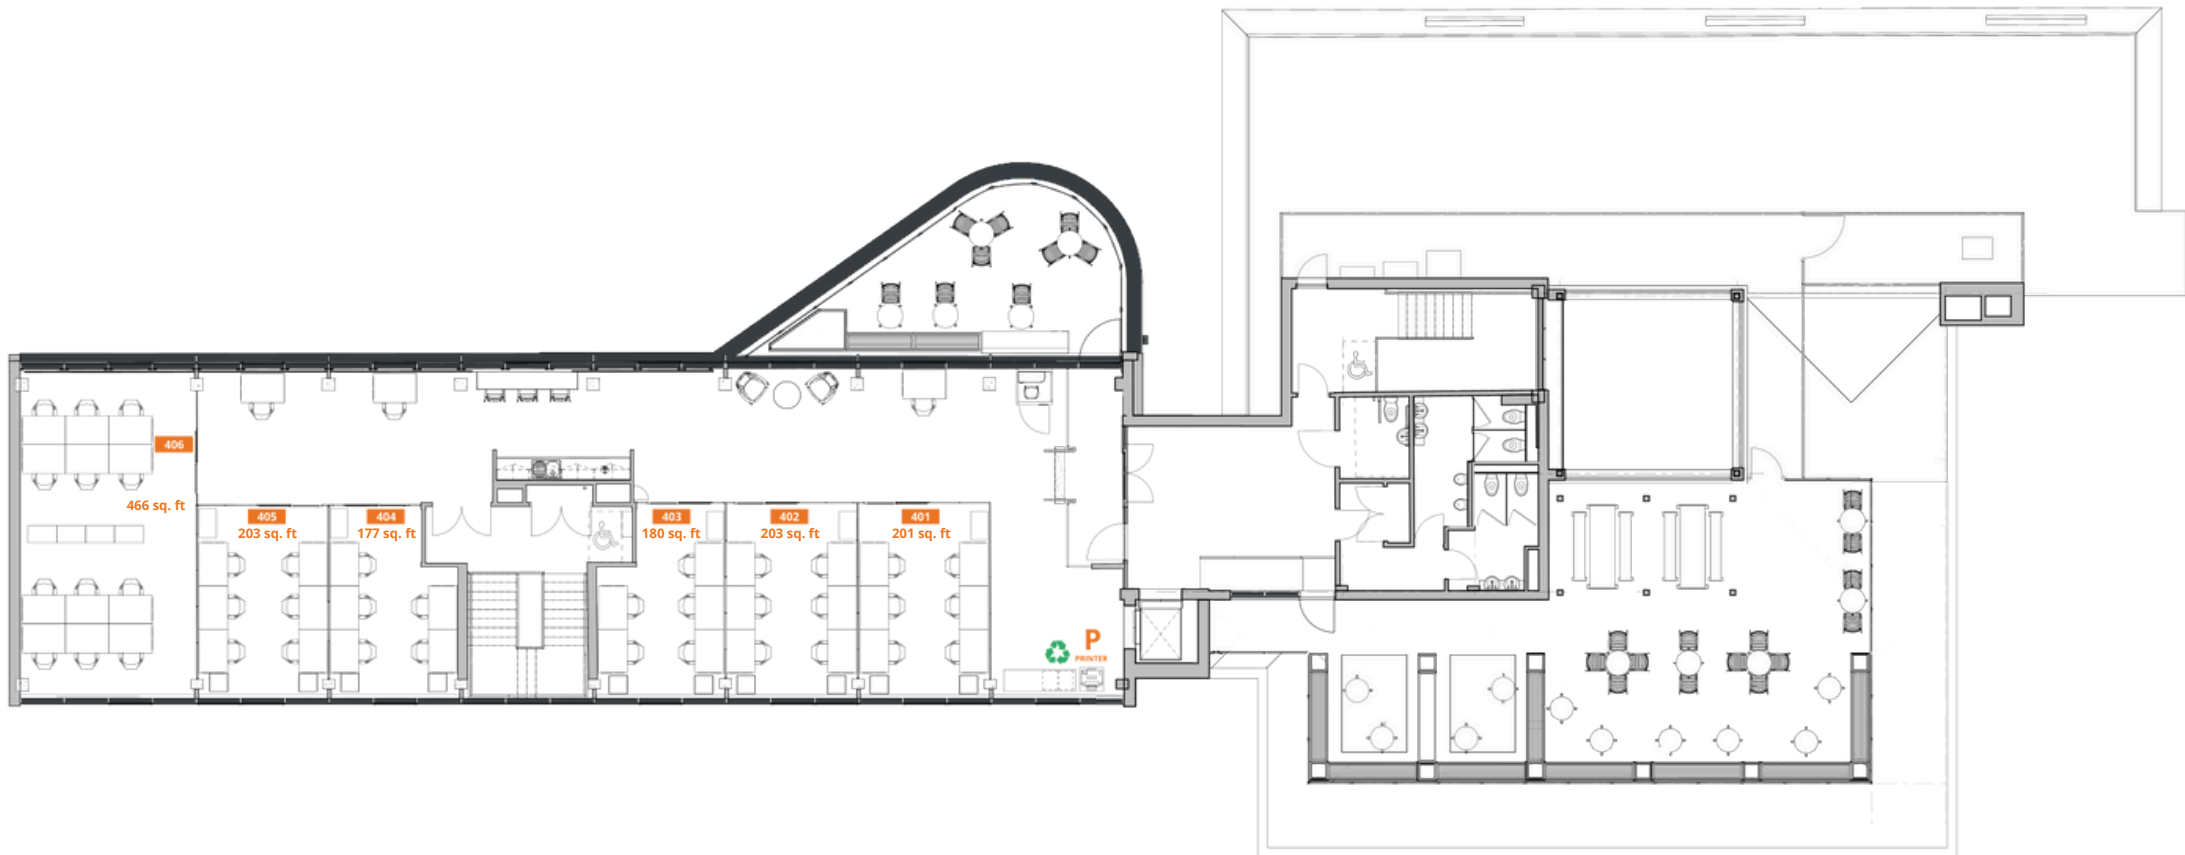 406
466 sq. ft
405
203 sq. ft
404
177 sq. ft
403
180 sq. ft
402
203 sq. ft
401
201 sq. ft
P
PRINTER